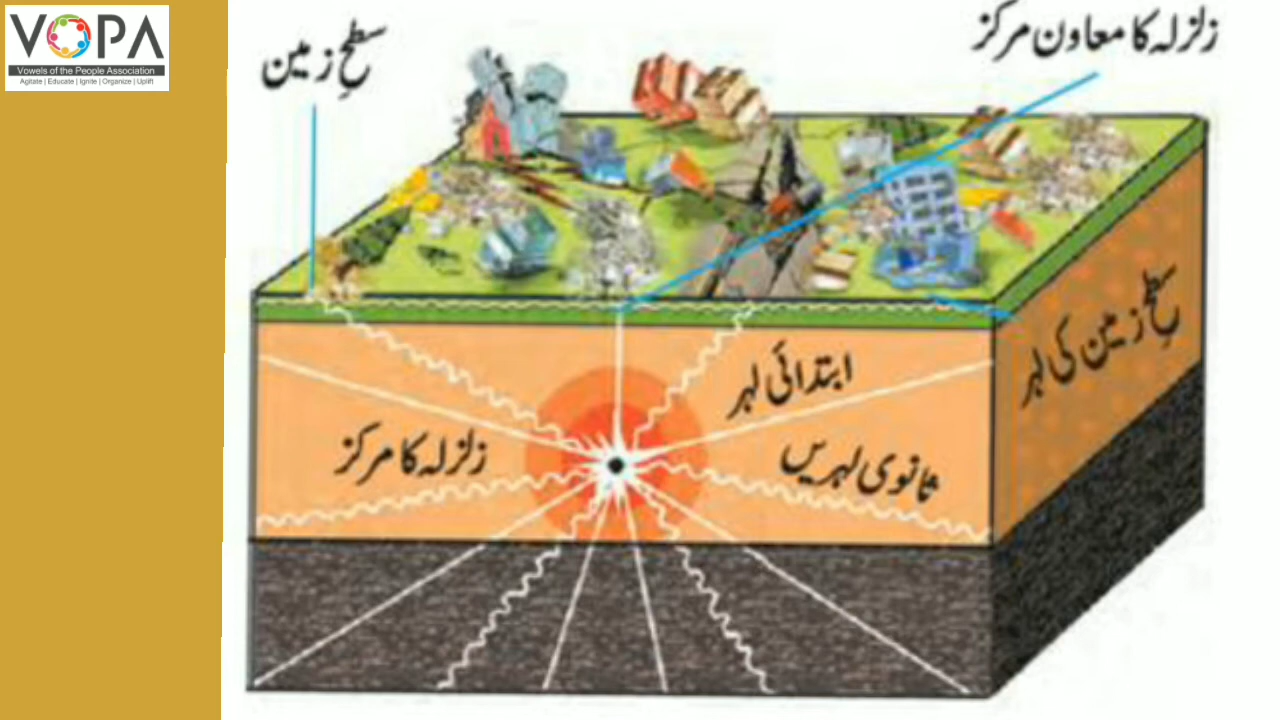 VOPA
Vowels of the People Association
Agitate | Educate | Ignite | Organize | Uplift
زلزلہ کا معاون مرکز
سطحِ زمین
سطحِ زمین کی لہر
ابتدائی لہر
زلزلہ کا مرکز
ثانوی لہریں